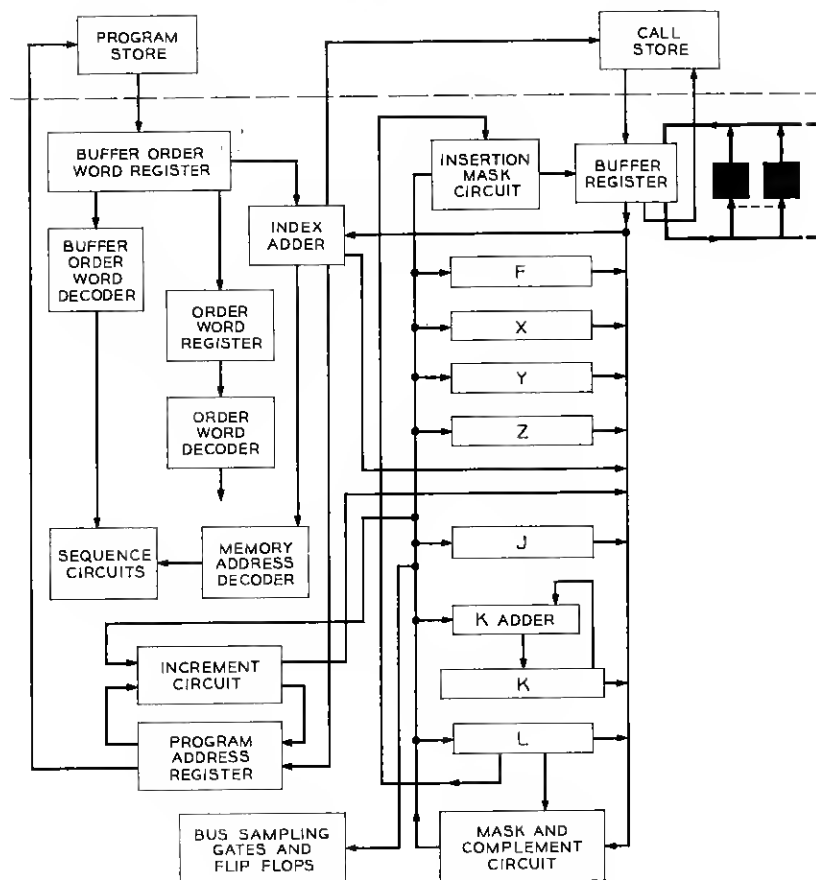 PROGRAM
STORE
CALL
STORE
BUFFER ORDER
WORD REGISTER
INSERTION
MASK
CIRCUIT
BUFFER
REGISTER
INDEX
ADDER
BUFFER
ORDER
WORD
DECODER
ORDER
WORD
REGISTER
F
X
Y
Z
ORDER
WORD
DECODER
SEQUENCE
CIRCUITS
MEMORY
ADDRESS
DECODER
J
K ADDER
K
INCREMENT
CIRCUIT
PROGRAM
ADDRESS
REGISTER
L
BUS SAMPLING
GATES AND
FLIP FLOPS
MASK AND
COMPLEMENT
CIRCUIT